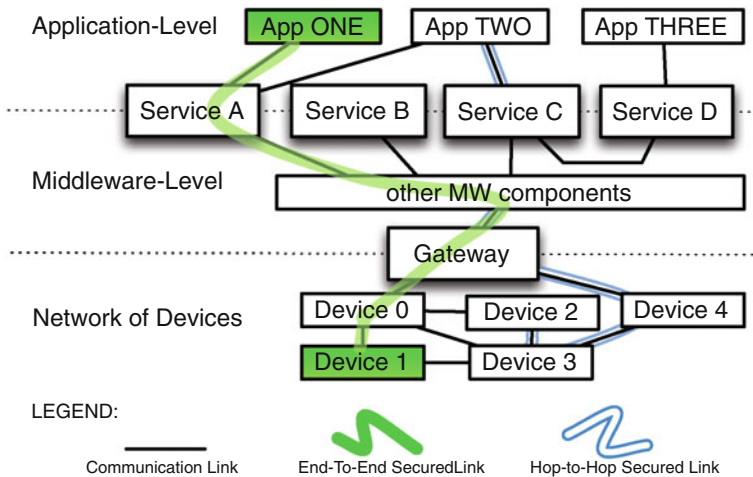 Application-Level
App ONE
App TWO
App THREE
Service A
Service B
Service C
Service D
Middleware-Level
other MW components
Gateway
Network of Devices
Device 0
Device 2
Device 4
Device 1
Device 3
LEGEND:
Communication Link
End-To-End SecuredLink
Hop-to-Hop Secured Link